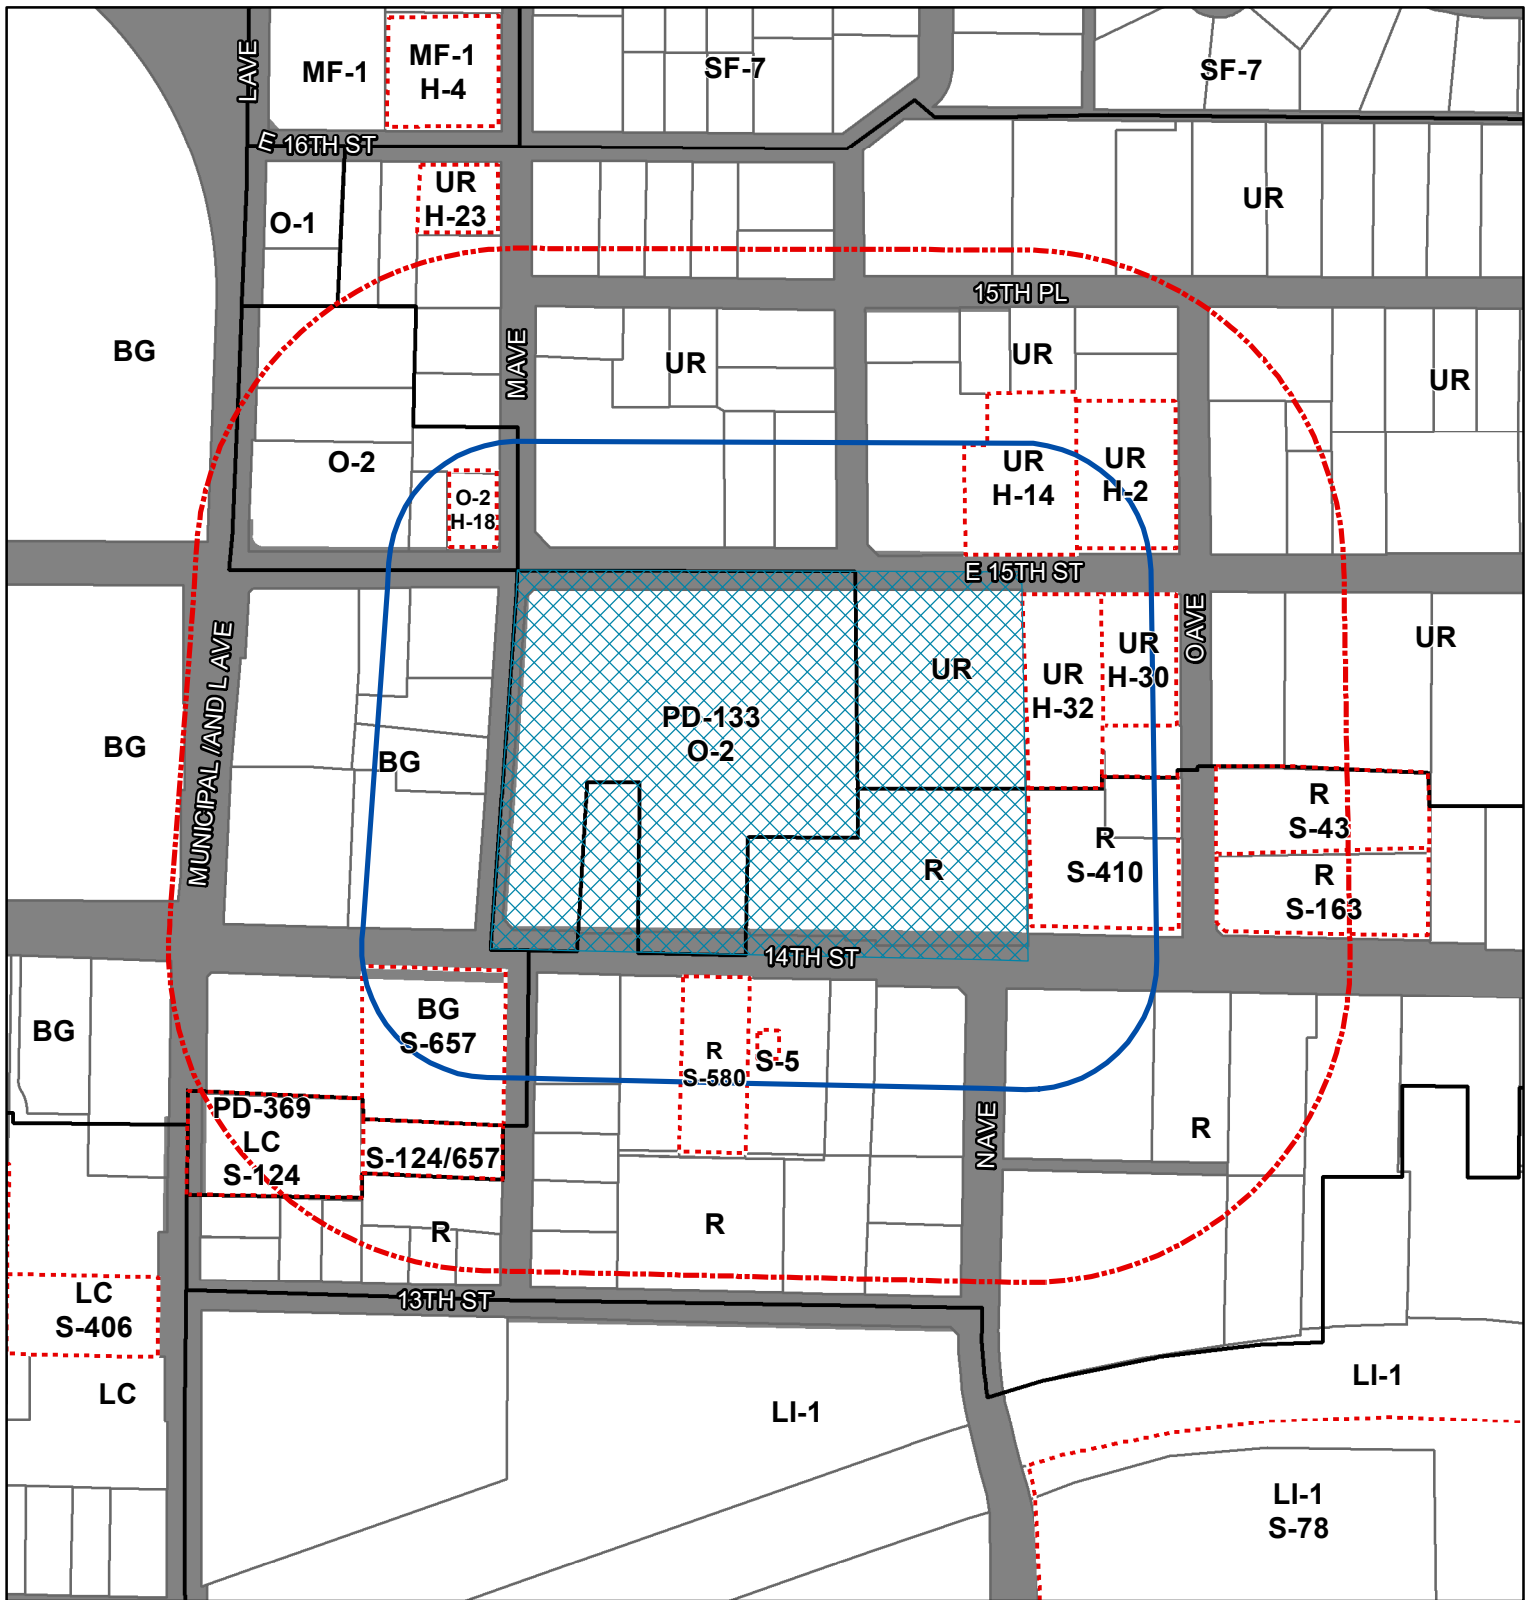 L AVE
MF-1
MF-1
H-4
SF-7
SF-7
E 16TH ST
O-1
UR
H-23
UR
15TH PL
BG
M AVE
UR
UR
UR
O-2
O-2
H-18
UR
H-14
UR
H-2
E 15TH ST
O AVE
MUNICIPAL /AND L AVE
BG
BG
PD-133
O-2
UR
UR
H-32
UR
H-30
UR
R
R
S-410
R
S-43
R
S-163
14TH ST
BG
BG
S-657
R
S-580
S-5
N AVE
R
PD-369
LC
S-124
S-124/657
R
R
LC
S-406
13TH ST
LC
LI-1
LI-1
LI-1
S-78